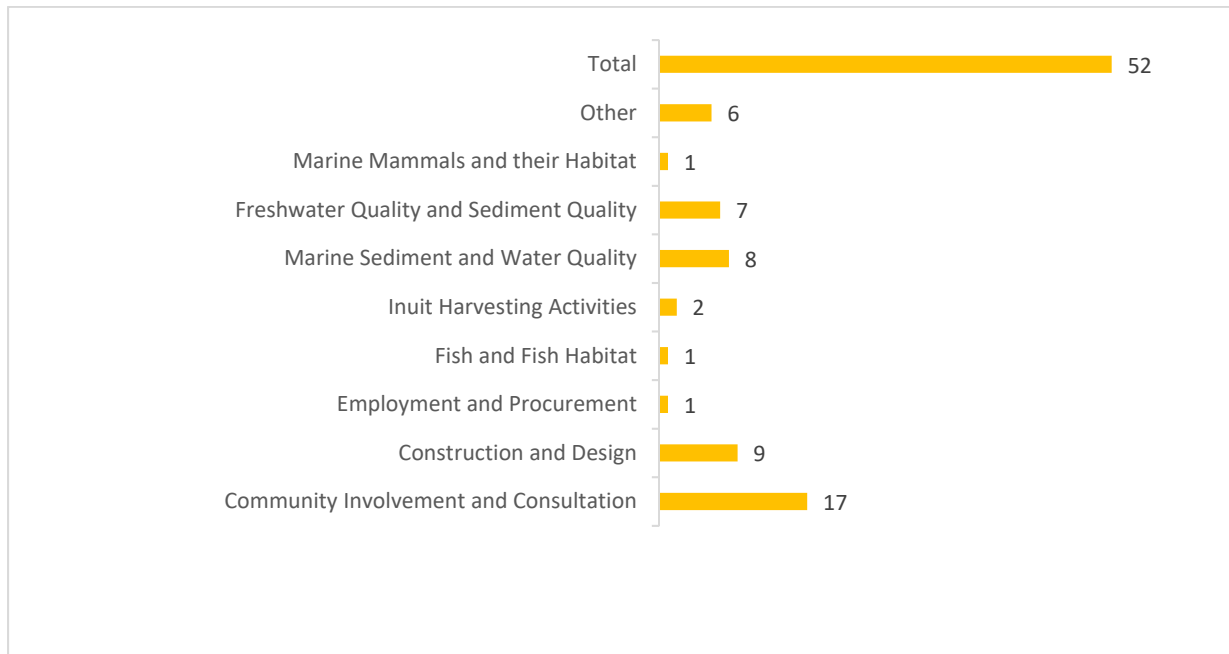 Total 52
Other 6
Marine Mammals and their Habitat 1
Freshwater Quality and Sediment Quality 7
Marine Sediment and Water Quality 8
Inuit Harvesting Activities 2
Fish and Fish Habitat 1
Employment and Procurement 1
Construction and Design 9
Community Involvement and Consultation 17